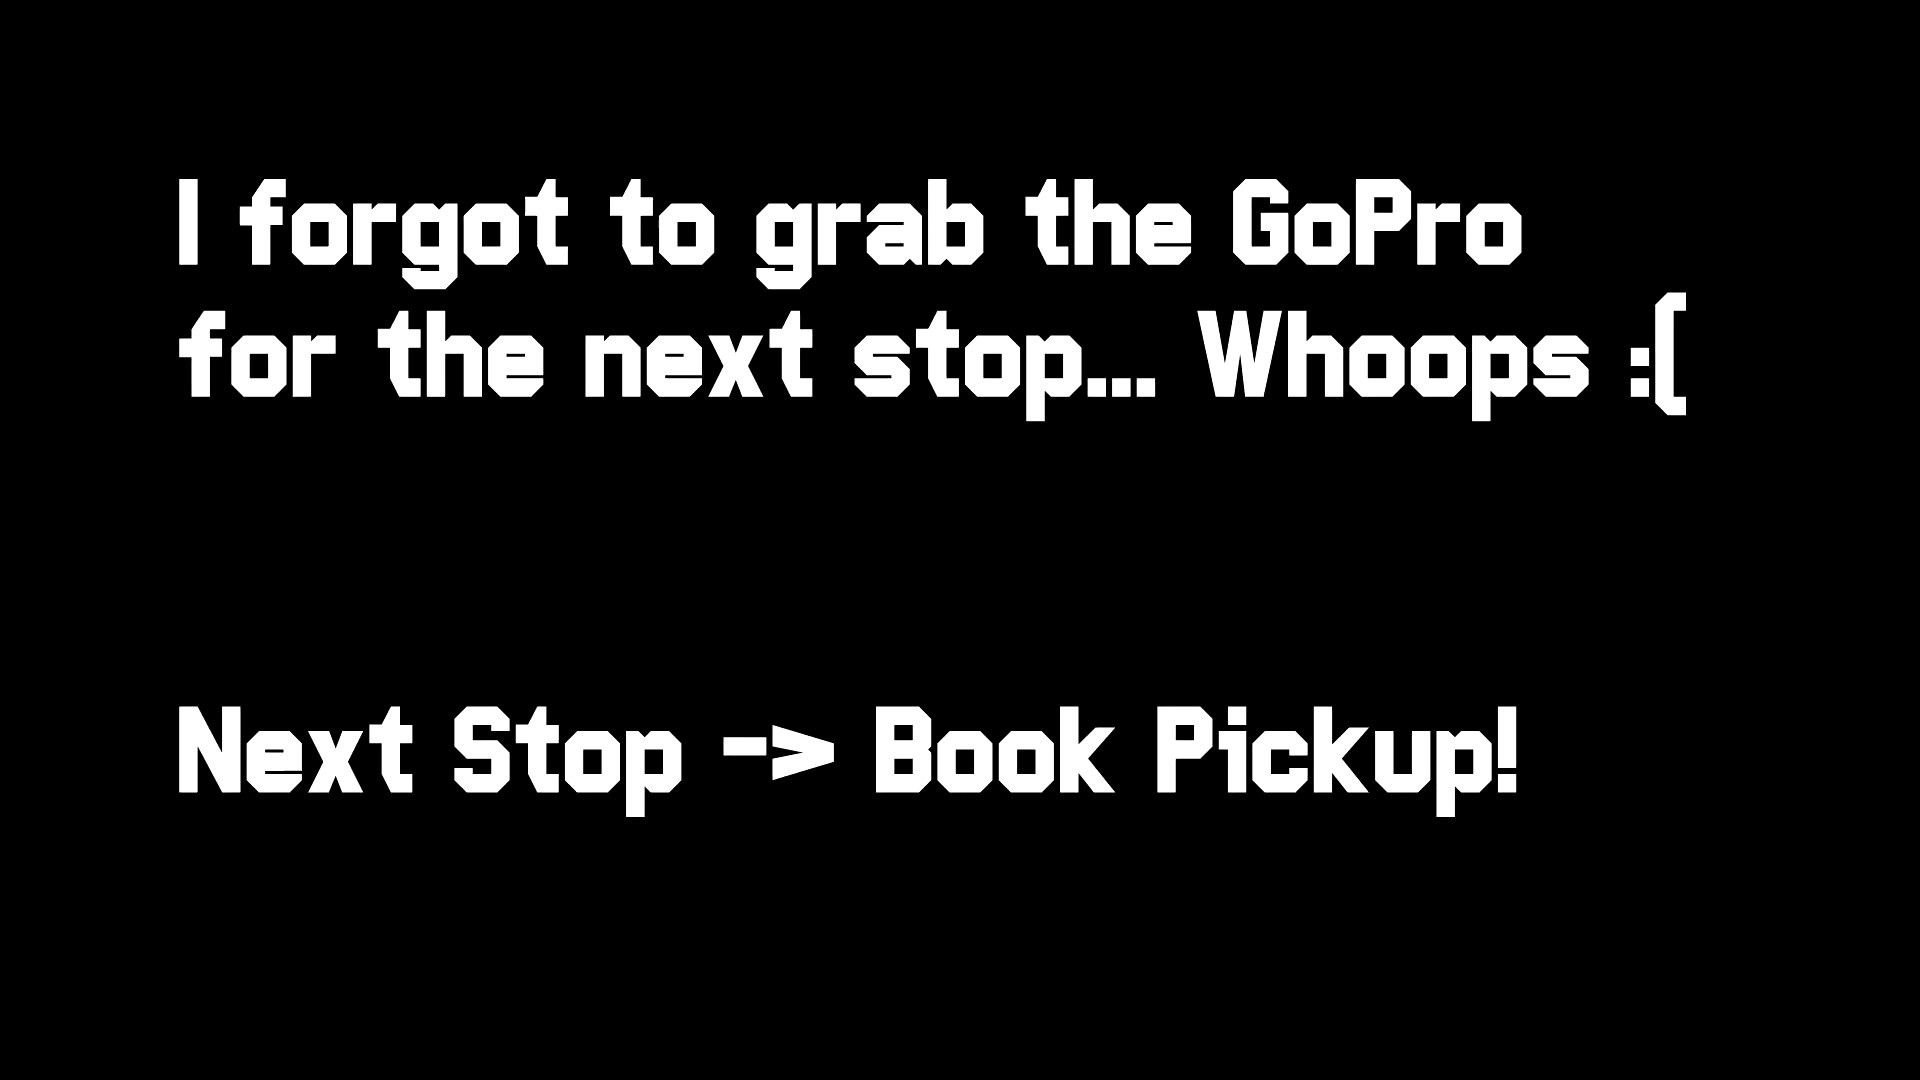 I forgot to grab the GoPro
for the next stop... Whoops :(
Next Stop -> Book Pickup!